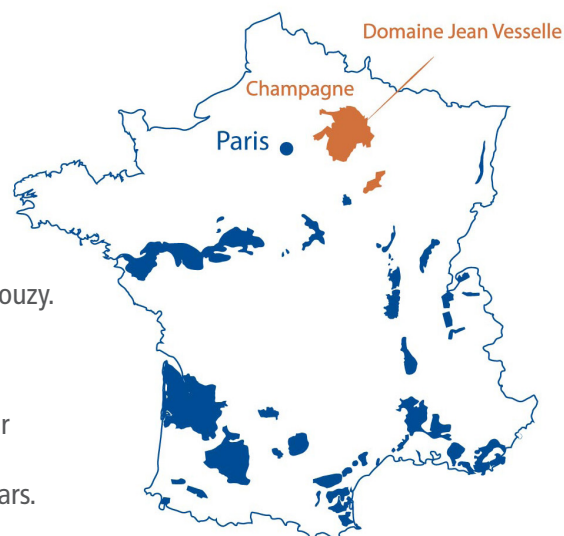 Domaine Jean Vesselle
Champagne
Paris
ouzy.
r
ars.